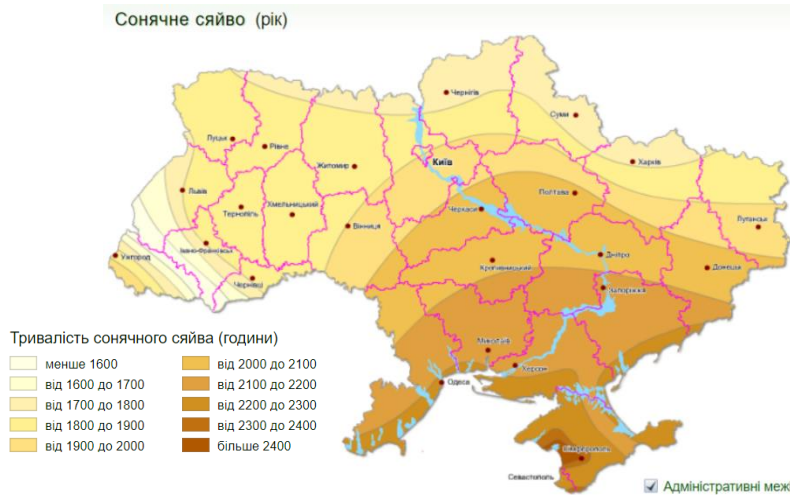 Сонячне сяйво (рік)
Чернігів
Суми
Луцьк
Рівне
Київ
Харків
Житомир
Львів
Полтава
Хмельницький
Тернопіль
Черкаси
Луганськ
Вінниця
Івано-Франківськ
Ужгород
Дніпро
Кропивницький
Донецьк
Чернівці
Запоріжжя
Миколаїв
Херсон
Одеса
Сімферополь
Севастополь
Тривалість сонячного сяйва (години)
менше 1600
від 1600 до 1700
від 1700 до 1800
від 1800 до 1900
від 1900 до 2000
від 2000 до 2100
від 2100 до 2200
від 2200 до 2300
від 2300 до 2400
більше 2400
Адміністративні межі